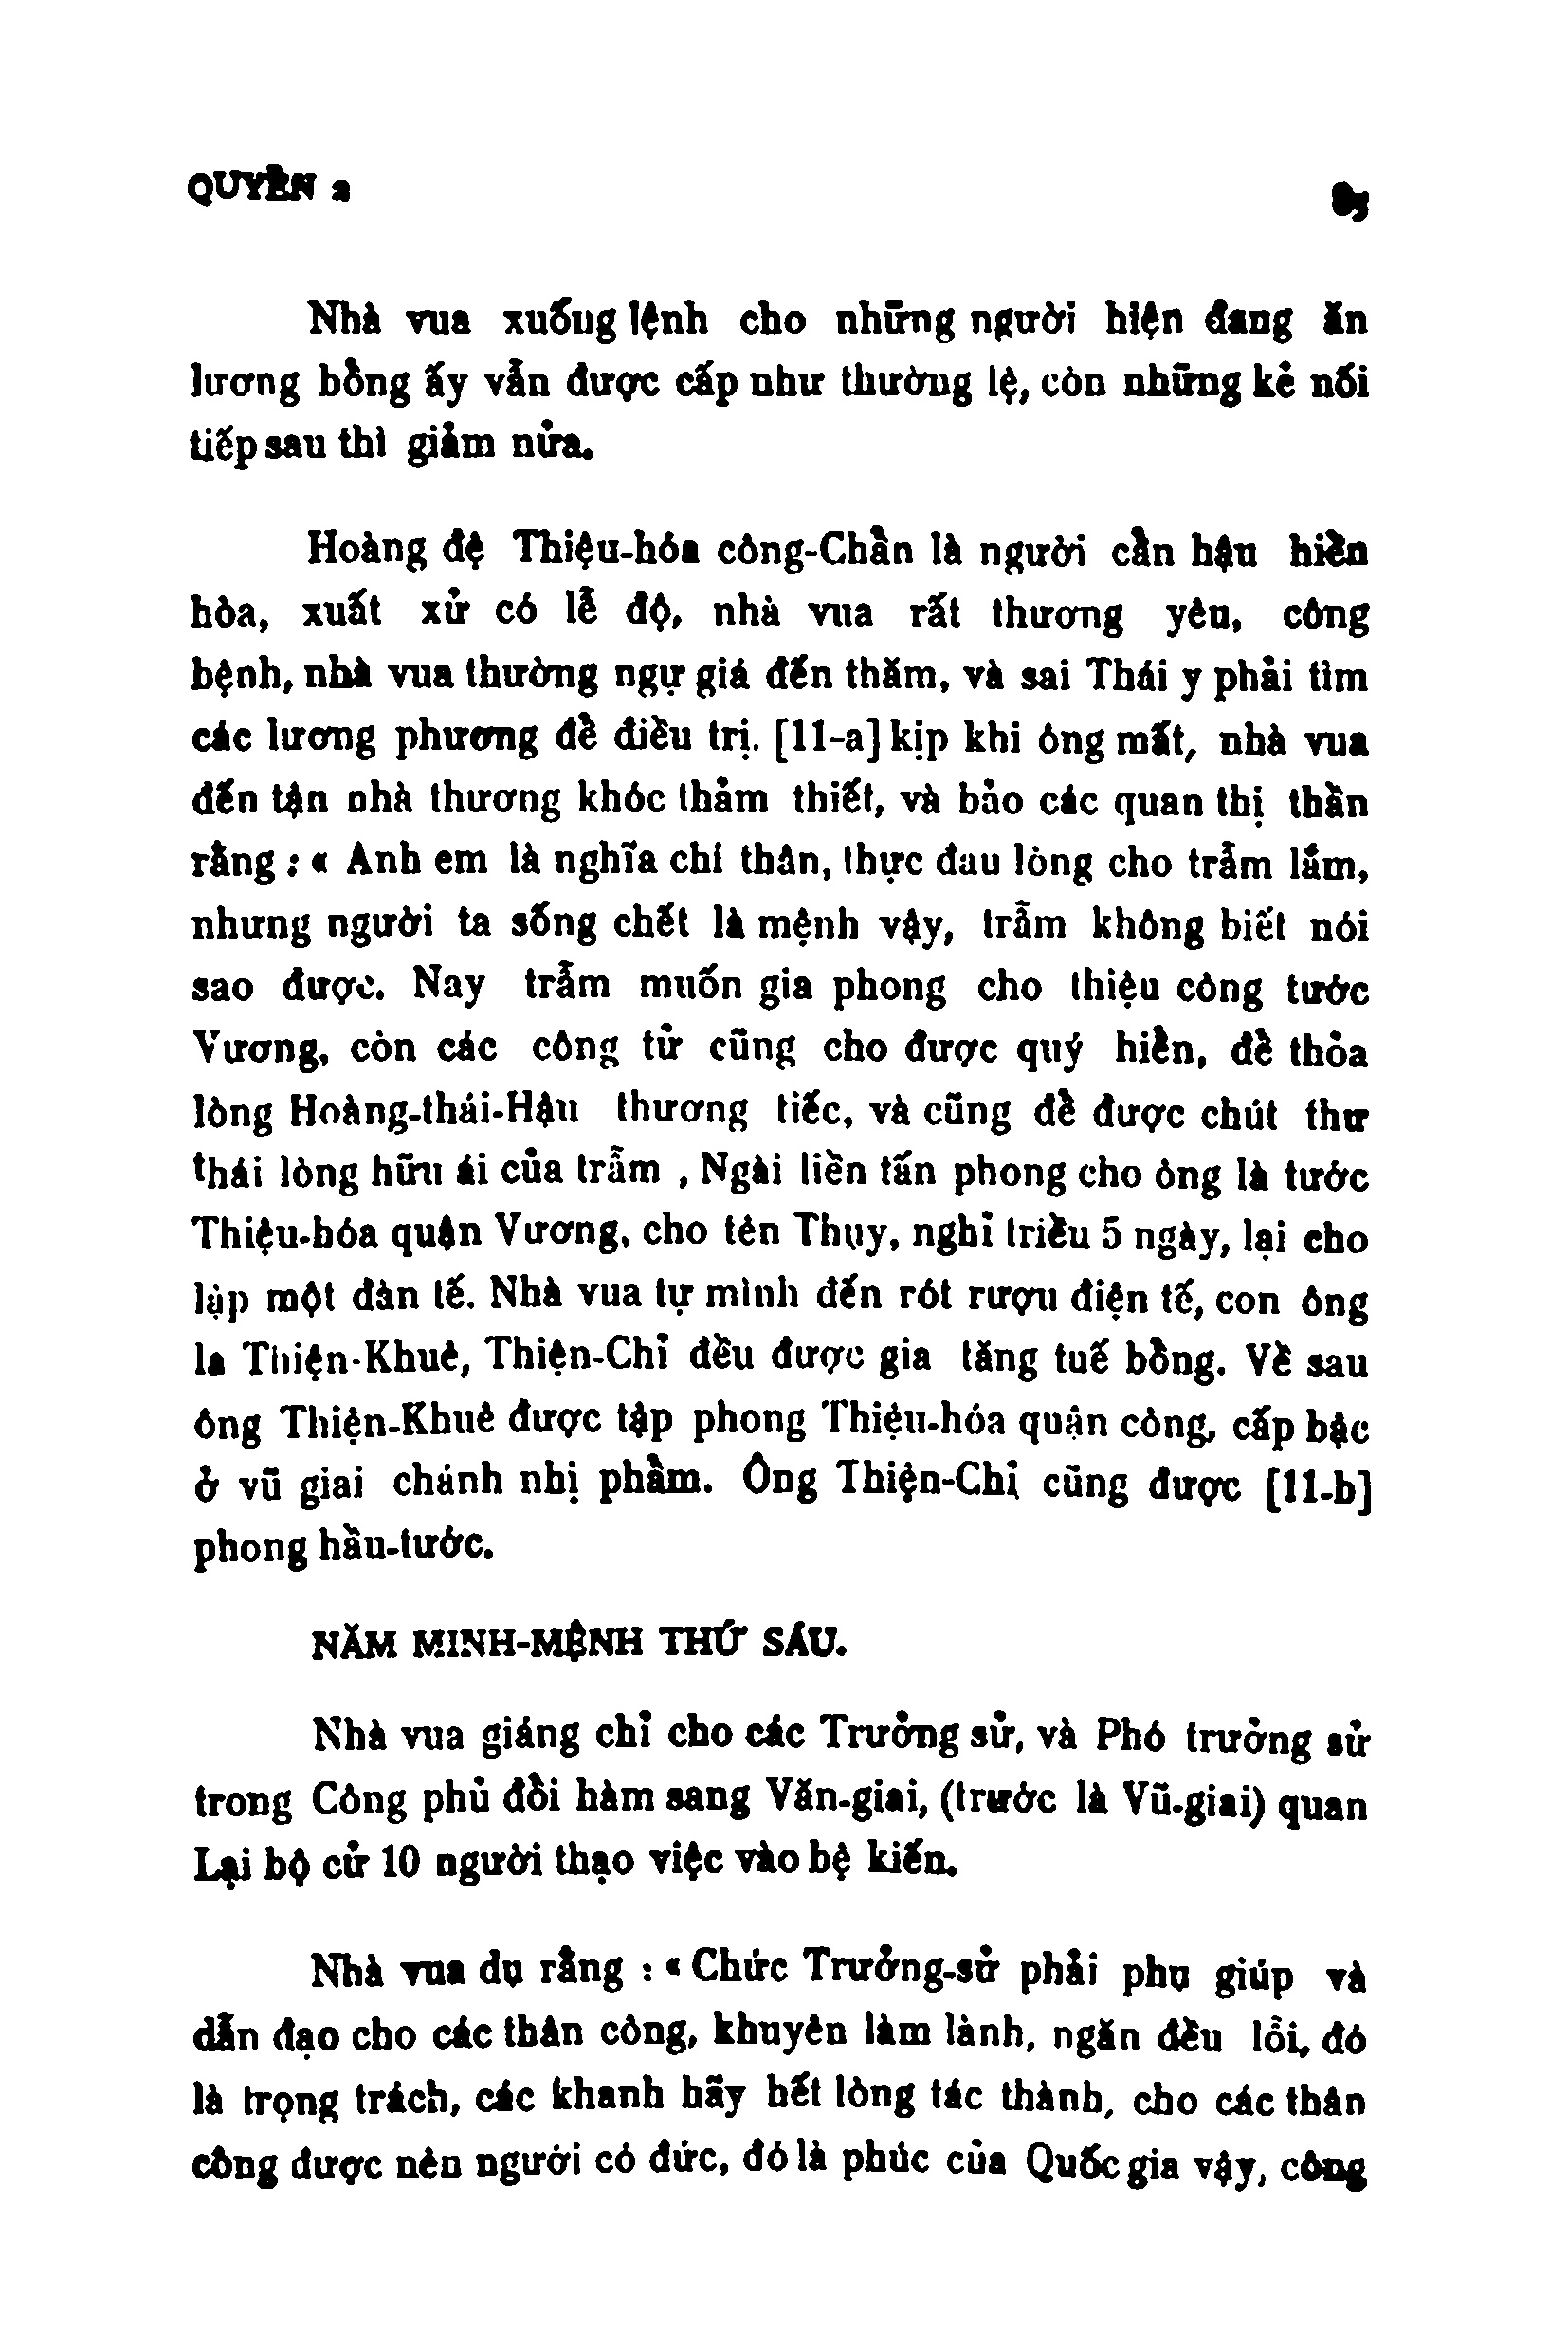 QUYỂN 2
85
Nhà vua xuống lệnh cho những người hiện đang ăn
lương bổng ấy vẫn được cấp như thường lệ, còn những kẻ nối
tiếp sau thì giảm nửa.
Hoàng đệ Thiệu-hóa công-Chẩn là người cẩn hậu hiền
hòa, xuất xử có lễ độ, nhà vua rất thương yêu, công
bệnh, nhà vua thường ngự giá đến thăm, và sai Thái y phải tìm
các lương phương để điều trị. [11-a] kịp khi ông mất, nhà vua
đến tận nhà thương khóc thảm thiết, và bảo các quan thị thần
rằng : « Anh em là nghĩa chí thân, thực đau lòng cho trẫm lắm,
nhưng người ta sống chết là mệnh vậy, trẫm không biết nói
sao được. Nay trẫm muốn gia phong cho thiệu công tước
Vương, còn các công tử cũng cho được quý hiển, để thỏa
lòng Hoàng-thái-Hậu thương tiếc, và cũng để được chút thư
thái lòng hữu ái của trẫm , Ngài liền tấn phong cho ông là tước
Thiệu-hóa quận Vương, cho tên Thụy, nghỉ triều 5 ngày, lại cho
lập một đàn tế. Nhà vua tự mình đến rót rượu điện tế, con ông
la Thiện-Khuê, Thiện-Chỉ đều được gia tăng tuế bổng. Về sau
ông Thiện-Khuê được tập phong Thiệu-hóa quận công, cấp bậc
ở vũ giai chánh nhị phẩm. Ông Thiện-Chỉ cũng được [11-b]
phong hầu-tước.
NĂM MINH-MỆNH THỨ SÁU.
Nhà vua giáng chỉ cho các Trưởng sử, và Phó trưởng sử
trong Công phủ đổi hàm sang Văn-giai, (trước là Vũ-giai) quan
Lại bộ cử 10 người thạo việc vào bệ kiến.
Nhà vua dụ rằng : « Chức Trưởng-sử phải phụ giúp và
dẫn đạo cho các thân công, khuyên làm lành, ngăn đều lỗi, đó
là trọng trách, các khanh hãy hết lòng tác thành, cho các thân
công được nên người có đức, đó là phúc của Quốc gia vậy, công